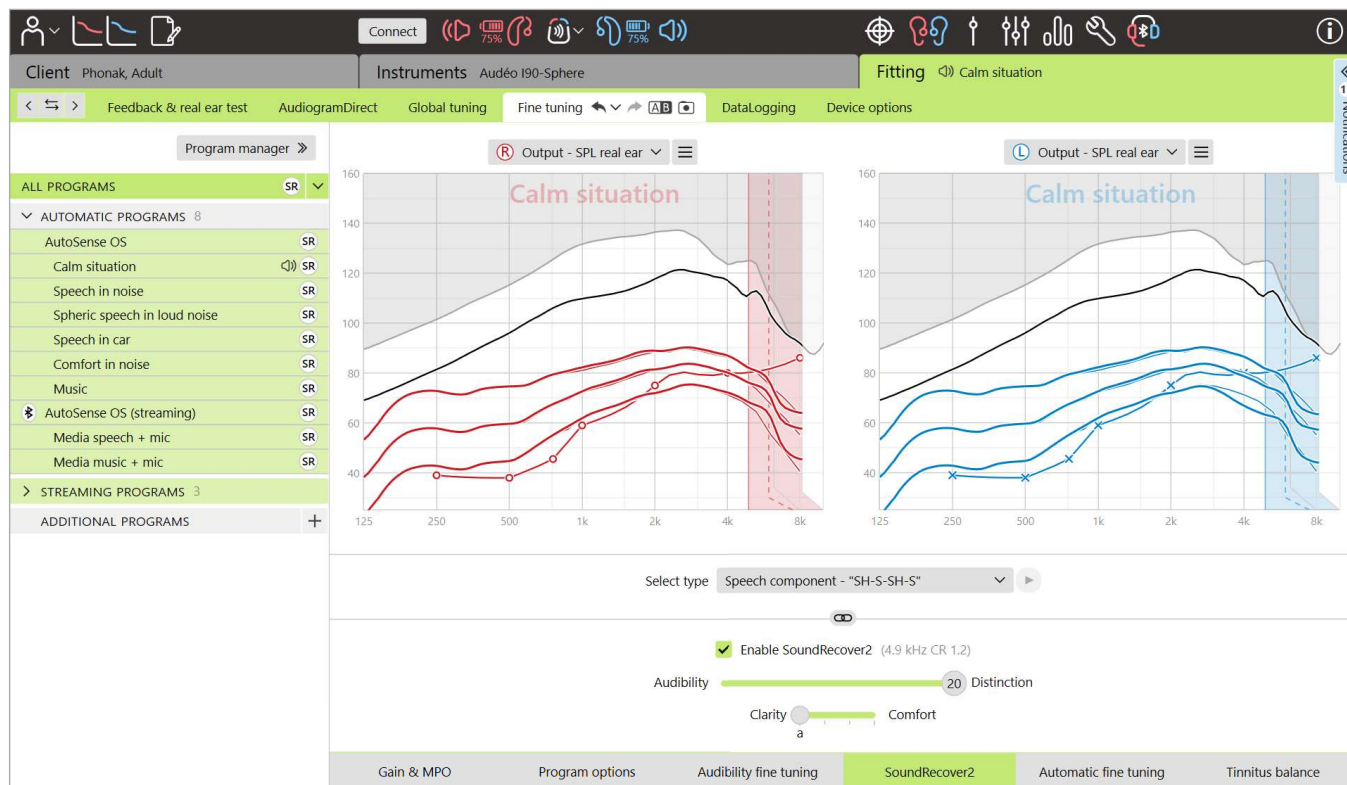 Connect
75%
75%
Client Phonak, Adult
Instruments Audéo I90-Sphere
Fitting Calm situation
Feedback & real ear test
AudiogramDirect
Global tuning
Fine tuning
AB
DataLogging
Device options
1
Notifications
Program manager
ALL PROGRAMS SR
AUTOMATIC PROGRAMS 8
AutoSense OS SR
Calm situation SR
Speech in noise SR
Spheric speech in loud noise SR
Speech in car SR
Comfort in noise SR
Music SR
AutoSense OS (streaming) SR
Media speech + mic SR
Media music + mic SR
STREAMING PROGRAMS 3
ADDITIONAL PROGRAMS
R Output - SPL real ear
Calm situation
160
140
120
100
80
60
40
125 250 500 1k 2k 4k 8k
L Output - SPL real ear
Calm situation
160
140
120
100
80
60
40
125 250 500 1k 2k 4k 8k
Select type Speech component - "SH-S-SH-S"
Enable SoundRecover2 (4.9 kHz CR 1.2)
Audibility 20 Distinction
Clarity Comfort
a
Gain & MPO
Program options
Audibility fine tuning
SoundRecover2
Automatic fine tuning
Tinnitus balance